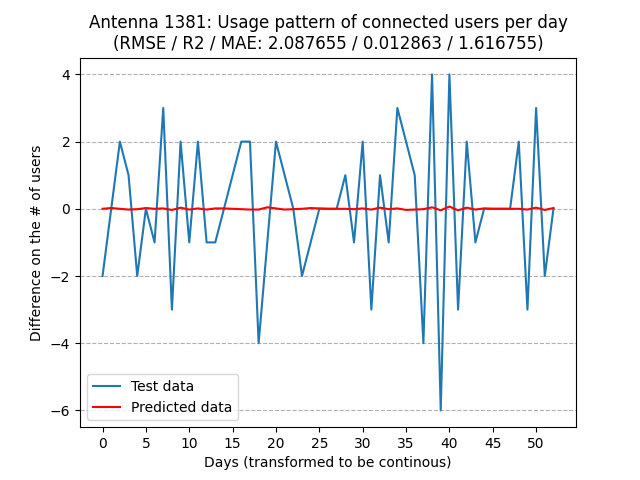 Antenna 1381: Usage pattern of connected users per day
(RMSE / R2 / MAE: 2.087655 / 0.012863 / 1.616755)
Difference on the # of users
4
2
0
−2
−4
−6
Test data
Predicted data
0 5 10 15 20 25 30 35 40 45 50
Days (transformed to be continous)